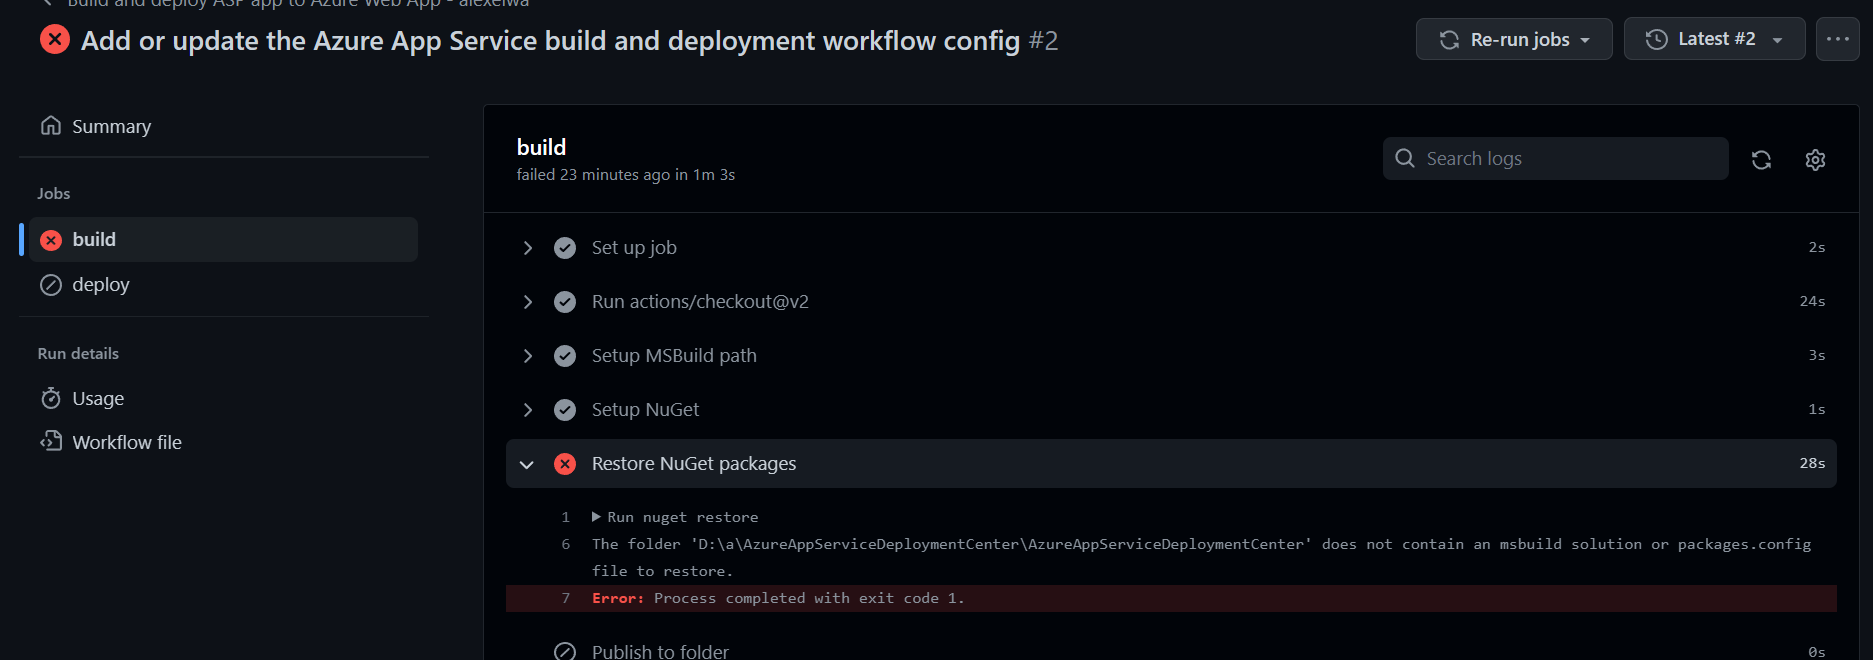 Build and deploy ASP app to Azure Web App - alexeiwa
Add or update the Azure App Service build and deployment workflow config #2
Re-run jobs
Latest #2
Summary
Jobs
build
deploy
Run details
Usage
Workflow file
build
failed 23 minutes ago in 1m 3s
Search logs
Set up job 2s
Run actions/checkout@v2 24s
Setup MSBuild path 3s
Setup NuGet 1s
Restore NuGet packages 28s
1 Run nuget restore
6 The folder 'D:\a\AzureAppServiceDeploymentCenter\AzureAppServiceDeploymentCenter' does not contain an msbuild solution or packages.config
file to restore.
7 Error: Process completed with exit code 1.
Publish to folder 0s